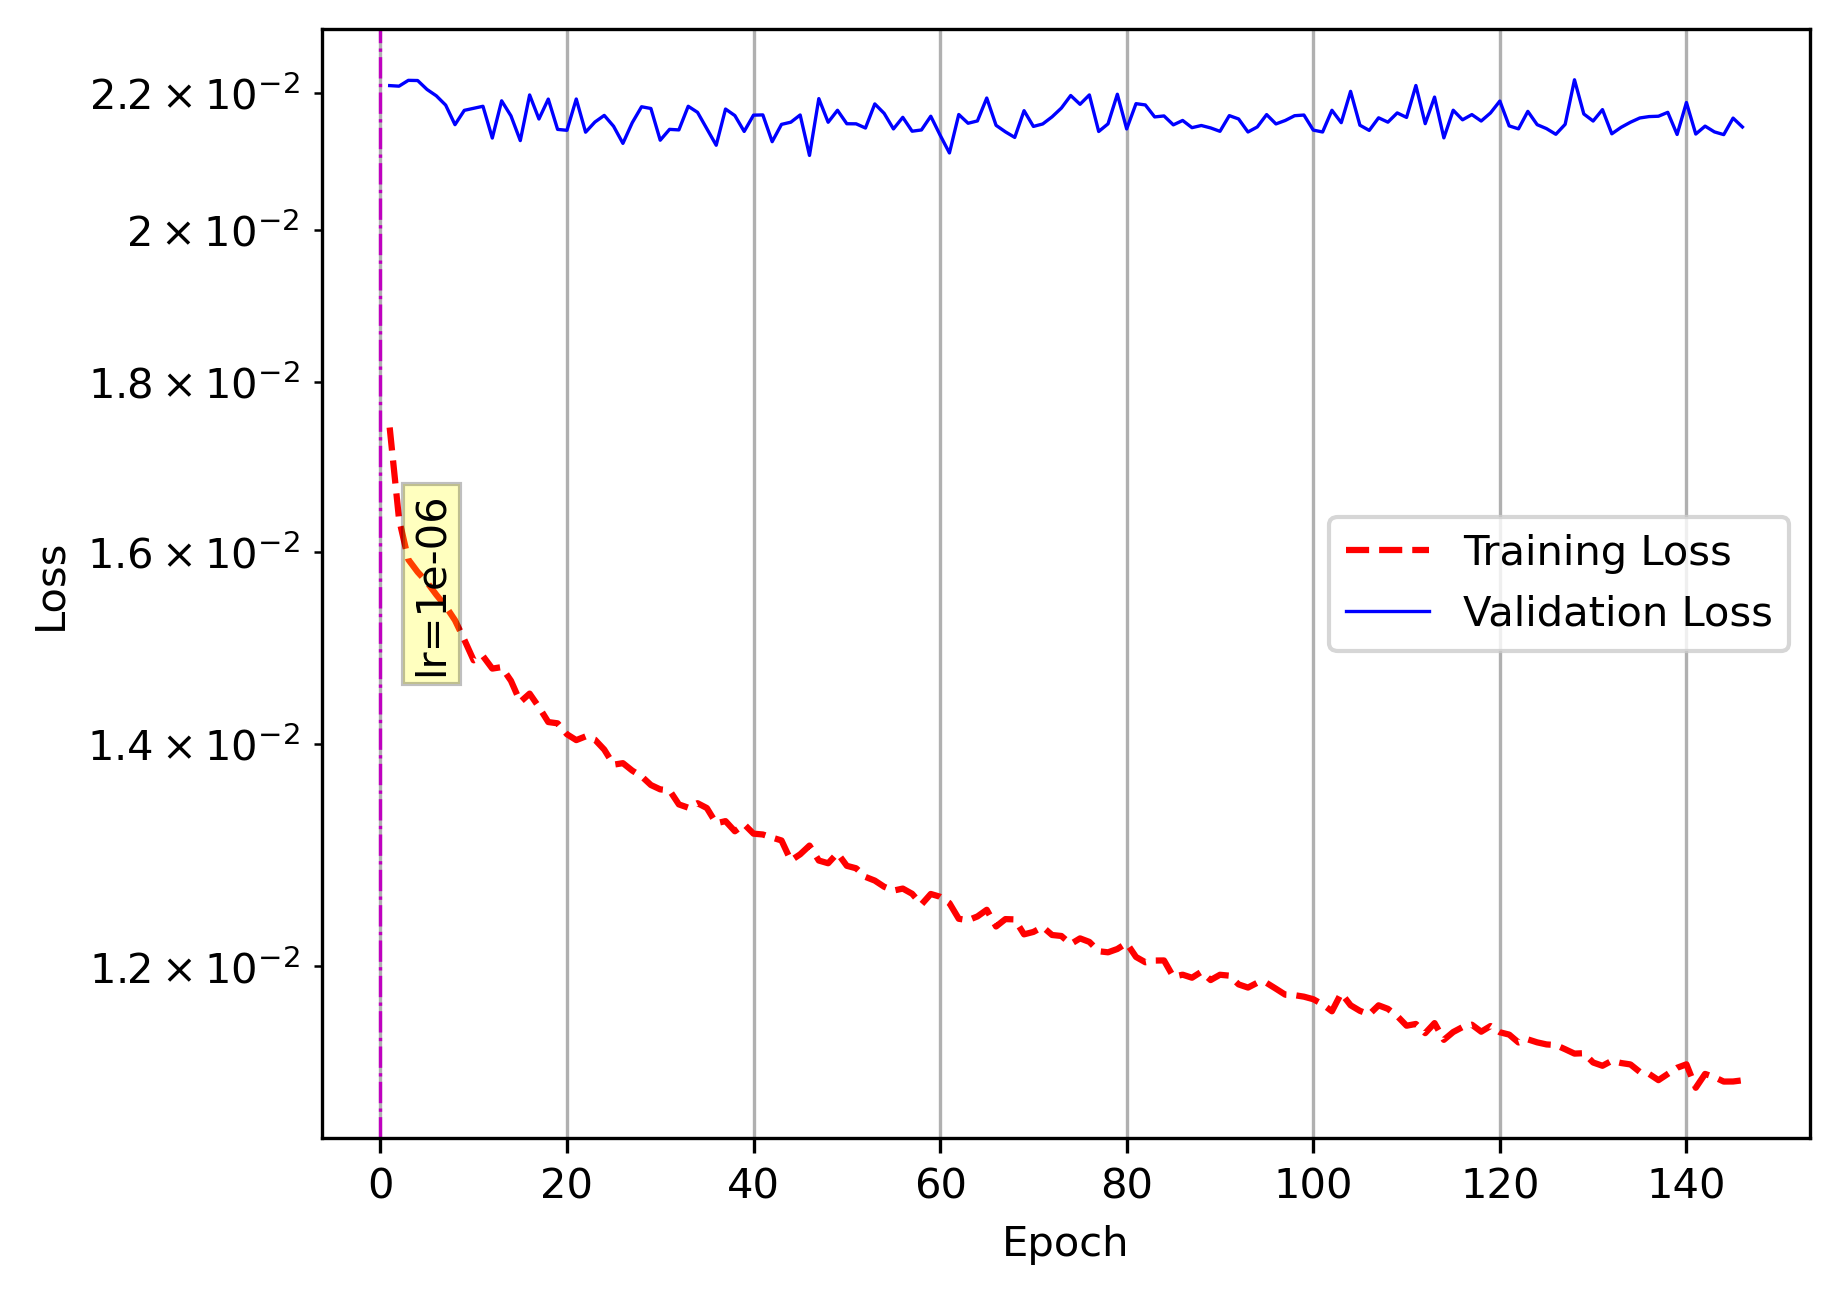 2.2 × 10⁻²
2 × 10⁻²
1.8 × 10⁻²
1.6 × 10⁻²
1.4 × 10⁻²
1.2 × 10⁻²
Loss
lr=1e-06
Training Loss
Validation Loss
0 20 40 60 80 100 120 140
Epoch